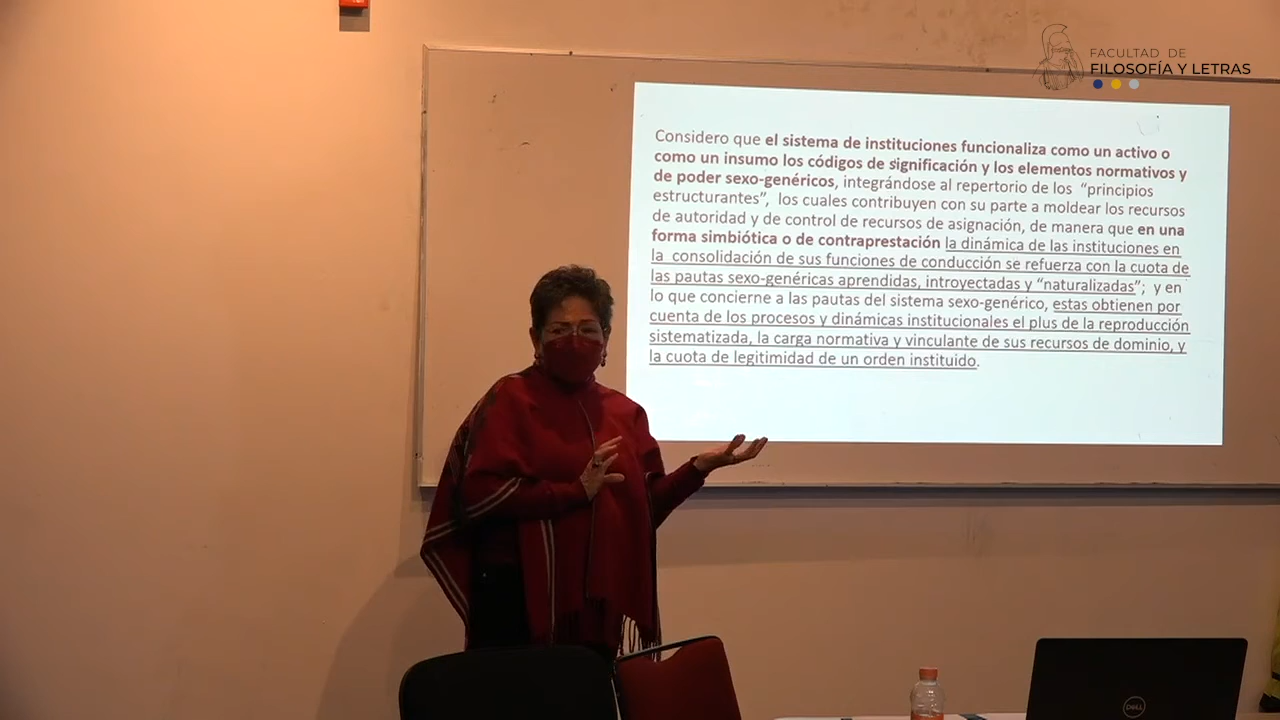 FACULTAD DE
FILOSOFÍA Y LETRAS
Considero que el sistema de instituciones funcionaliza como un activo o
como un insumo los códigos de significación y los elementos normativos y
de poder sexo-genéricos, integrándose al repertorio de los “principios
estructurantes”, los cuales contribuyen con su parte a moldear los recursos
de autoridad y de control de recursos de asignación, de manera que en una
forma simbiótica o de contraprestación la dinámica de las instituciones en
la consolidación de sus funciones de conducción se refuerza con la cuota de
las pautas sexo-genéricas aprendidas, introyectadas y “naturalizadas”; y en
lo que concierne a las pautas del sistema sexo-genérico, estas obtienen por
cuenta de los procesos y dinámicas institucionales el plus de la reproducción
sistematizada, la carga normativa y vinculante de sus recursos de dominio, y
la cuota de legitimidad de un orden instituido.
DELL